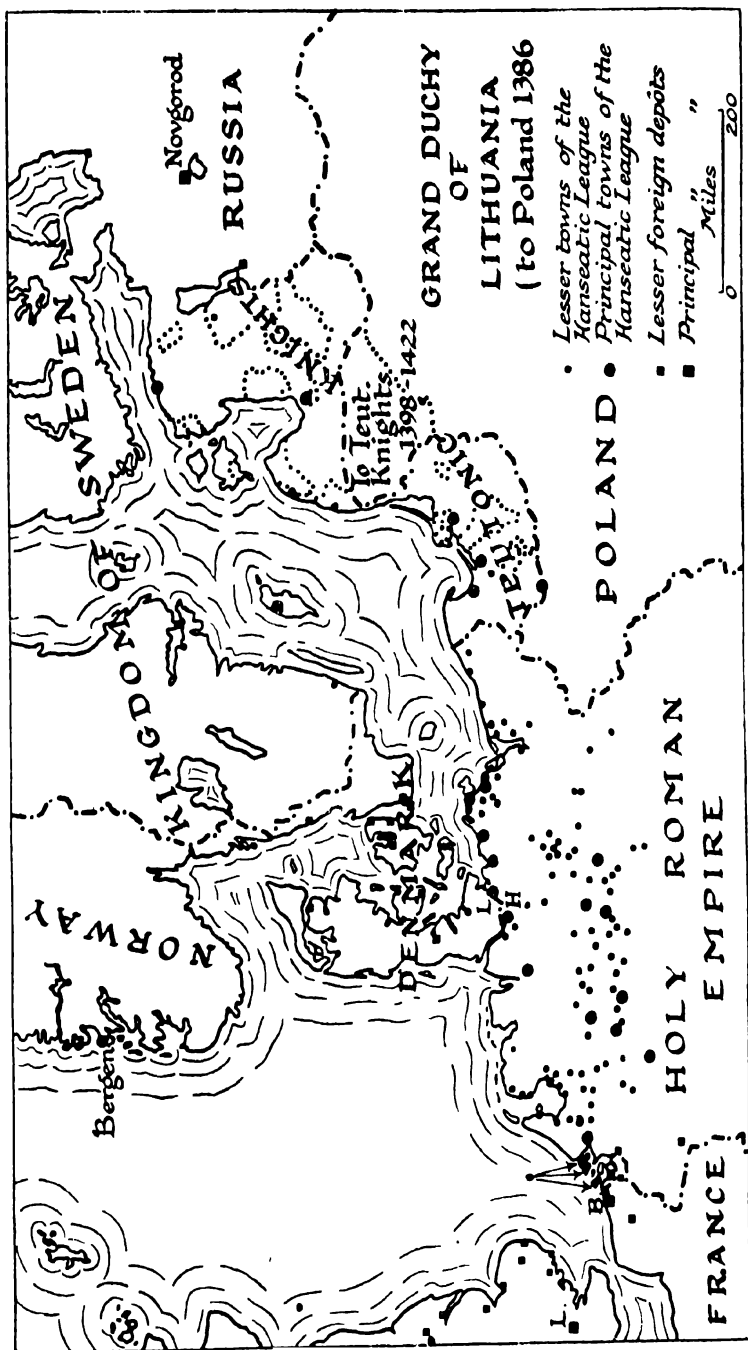 NORWAY
KINGDOM OF SWEDEN
Novgorod
RUSSIA
Bergen
DENMARK
TEUTONIC KNIGHTS
To Teut.
Knights
1398-1422
GRAND DUCHY
OF
LITHUANIA
(to Poland 1386
L
H
B
L.
POLAND
HOLY ROMAN
EMPIRE
FRANCE
• Lesser towns of the
Hanseatic League
● Principal towns of the
Hanseatic League
▪ Lesser foreign depôts
■ Principal " "
Miles
0 200